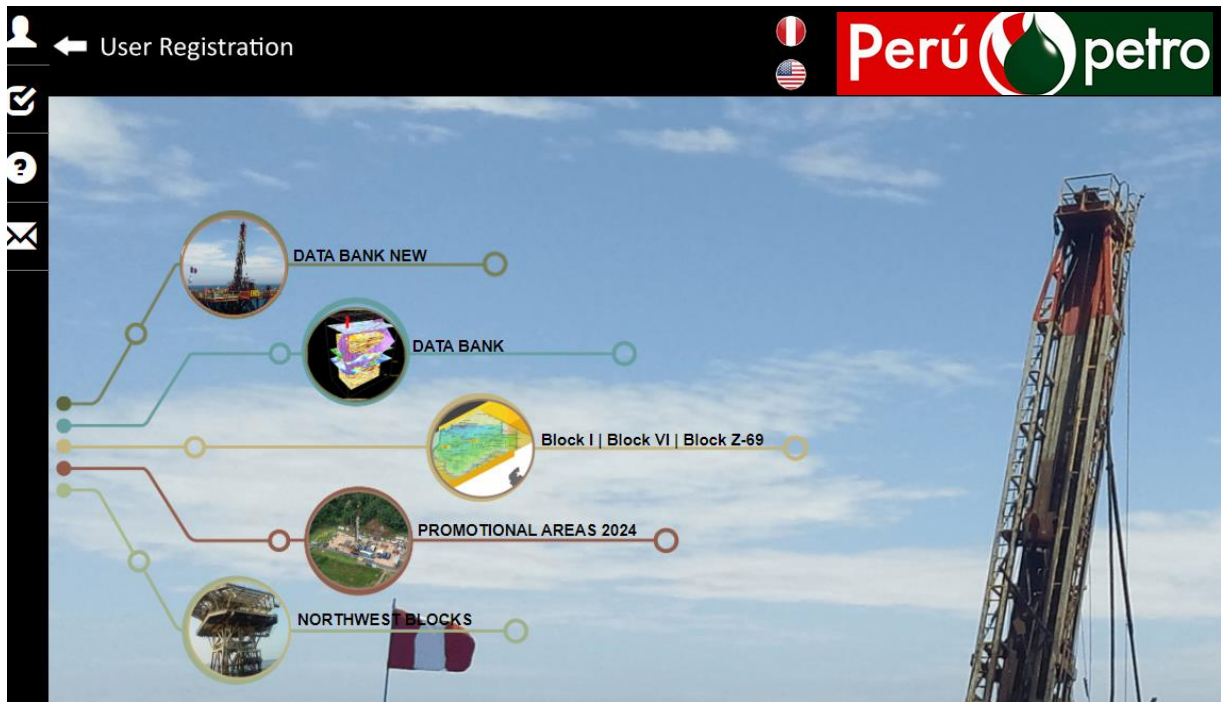 User Registration
Perú petro
DATA BANK NEW
DATA BANK
Block I | Block VI | Block Z-69
PROMOTIONAL AREAS 2024
NORTHWEST BLOCKS